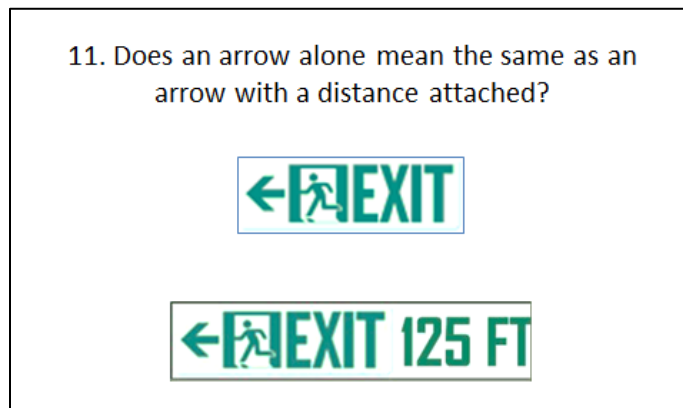 11. Does an arrow alone mean the same as an
arrow with a distance attached?
EXIT
EXIT 125 FT